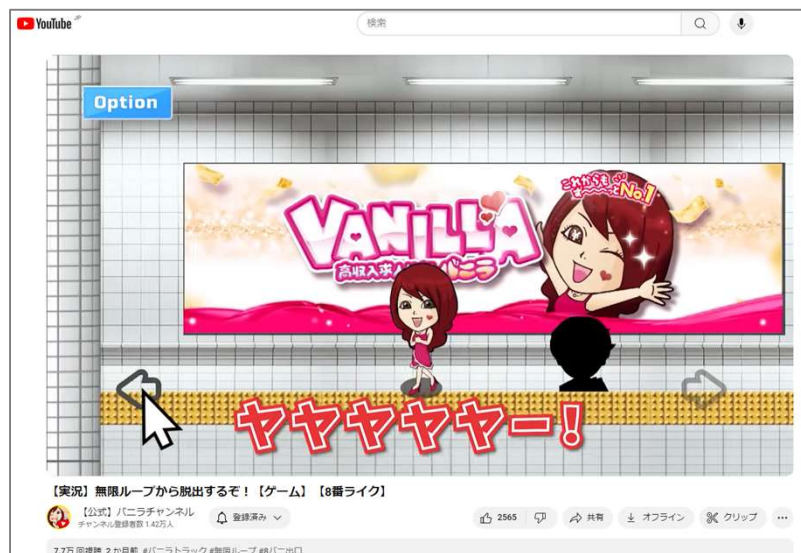 YouTube JP
検索
Option
これからも
ま～～～っと No.1
VANILLA
高収入求人 バニラ
ヤヤヤヤヤー！
【実況】無限ループから脱出するぞ！【ゲーム】【8番ライク】
【公式】バニラチャンネル
チャンネル登録者数 1.42万人
登録済み
2565
共有
オフライン
クリップ
7.7万 回視聴 2 か月前 #バニラトラック #無限ループ #8バニ出口